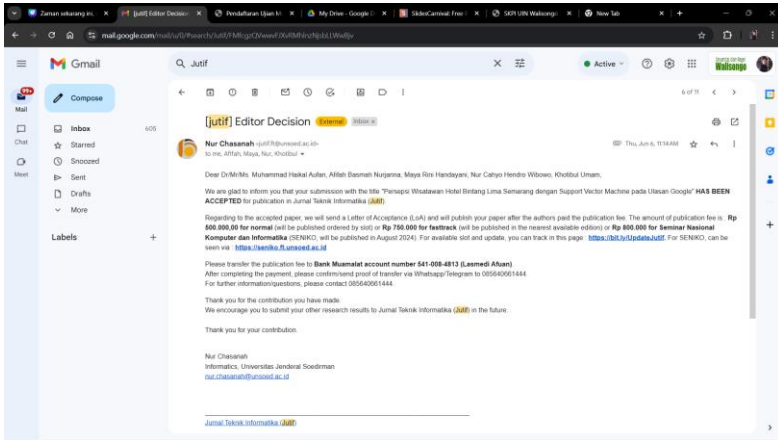 Zaman sekarang ini.
[jutif] Editor Decision
Pendaftaran Ujian M
My Drive - Google D
SlidesCarnival: Free
SKPI UIN Walisongo
New Tab
Gmail
Jutif
Active
Walisongo
99+
Mail
Chat
Meet
Compose
Inbox 605
Starred
Snoozed
Sent
Drafts
More
Labels
6 of 11
[jutif] Editor Decision External Inbox x
Nur Chasanah <jutif.ft@unsoed.ac.id>
to me, Afifah, Maya, Nur, Khotibul
Thu, Jun 6, 11:14 AM
Dear Dr/Mr/Ms. Muhammad Haikal Aufan, Afifah Basmah Nurjanna, Maya Rini Handayani, Nur Cahyo Hendro Wibowo, Khotibul Umam,
We are glad to inform you that your submission with the title "Persepsi Wisatawan Hotel Bintang Lima Semarang dengan Support Vector Machine pada Ulasan Google" HAS BEEN
ACCEPTED for publication in Jurnal Teknik Informatika (Jutif)
Regarding to the accepted paper, we will send a Letter of Acceptance (LoA) and will publish your paper after the authors paid the publication fee. The amount of publication fee is : Rp
500.000,00 for normal (will be published ordered by slot) or Rp 750.000 for fasttrack (will be published in the nearest available edition) or Rp 800.000 for Seminar Nasional
Komputer dan Informatika (SENIKO, will be published in August 2024). For available slot and update, you can track in this page : https://bit.ly/UpdateJutif. For SENIKO, can be
seen via : https://seniko.ft.unsoed.ac.id
Please transfer the publication fee to Bank Muamalat account number 541-008-4813 (Lasmedi Afuan)
After completing the payment, please confirm/send proof of transfer via Whatsapp/Telegram to 085640661444
For further information/questions, please contact 085640661444
Thank you for the contribution you have made.
We encourage you to submit your other research results to Jurnal Teknik Informatika (Jutif) in the future.
Thank you for your contribution.
Nur Chasanah
Informatics, Universitas Jenderal Soedirman
nur.chasanah@unsoed.ac.id
Jurnal Teknik Informatika (Jutif)